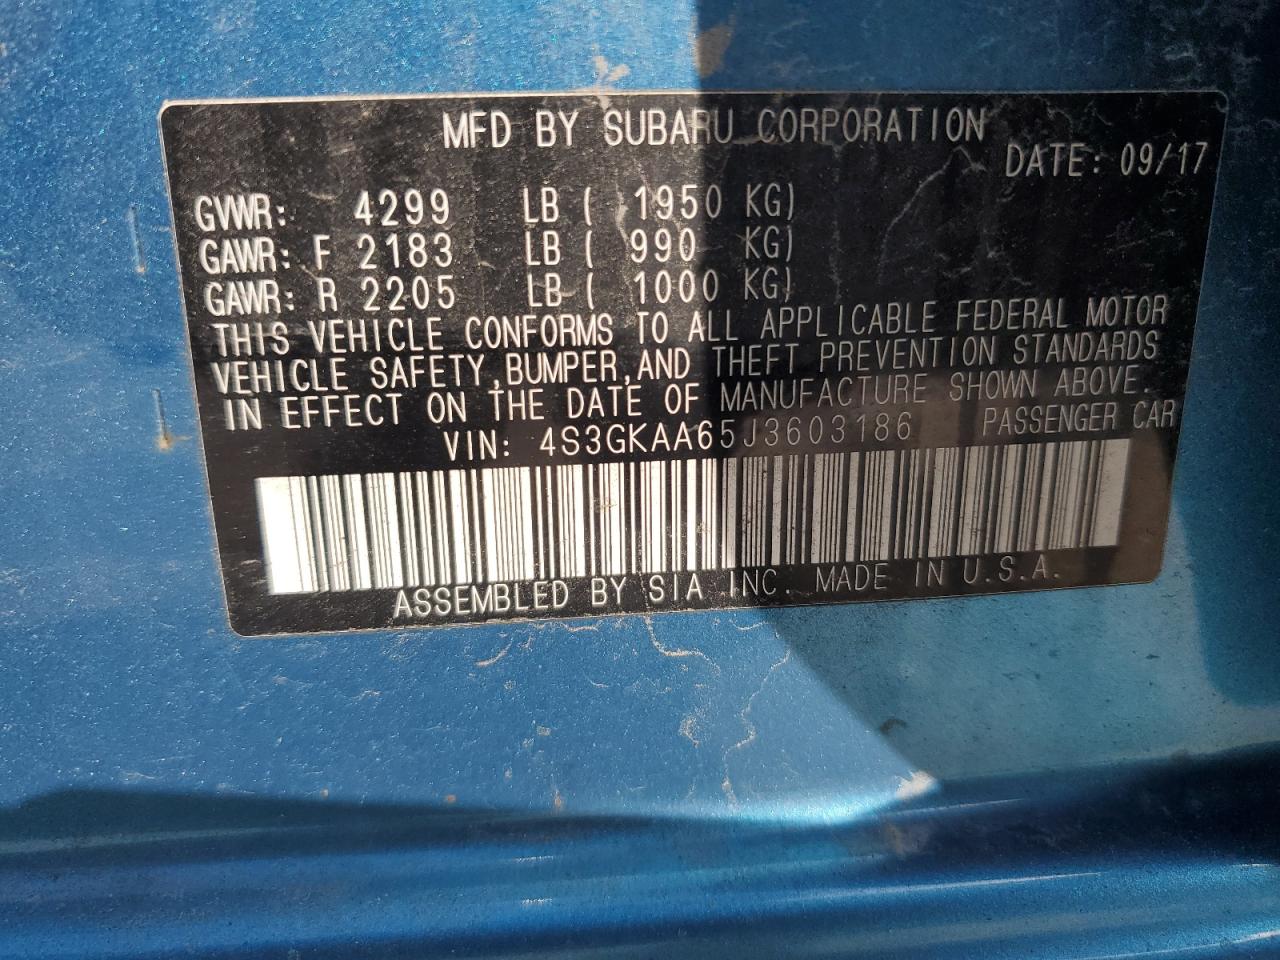 MFD BY SUBARU CORPORATION
DATE: 09/17
GVWR: 4299 LB ( 1950 KG)
GAWR: F 2183 LB ( 990 KG)
GAWR: R 2205 LB ( 1000 KG)
THIS VEHICLE CONFORMS TO ALL APPLICABLE FEDERAL MOTOR
VEHICLE SAFETY, BUMPER, AND THEFT PREVENTION STANDARDS
IN EFFECT ON THE DATE OF MANUFACTURE SHOWN ABOVE.
VIN: 4S3GKAA65J3603186 PASSENGER CAR
ASSEMBLED BY SIA INC. MADE IN U.S.A.